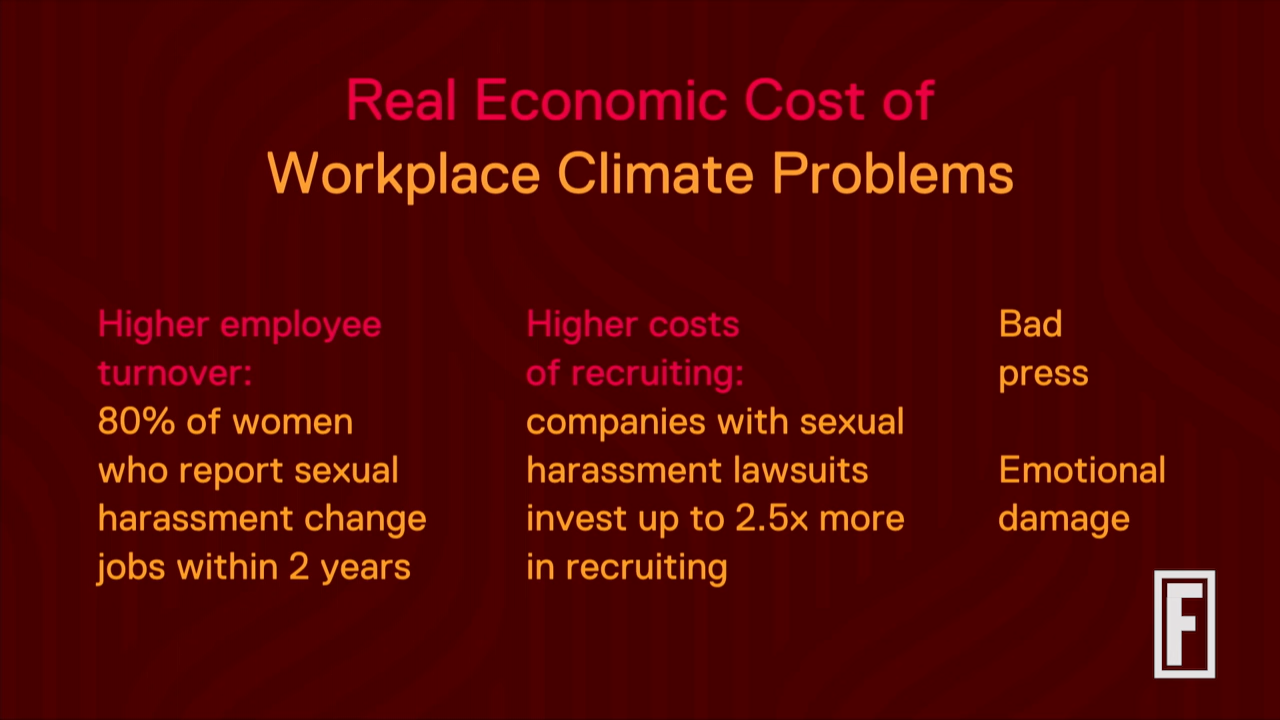 Real Economic Cost of
Workplace Climate Problems
Higher employee
turnover:
80% of women
who report sexual
harassment change
jobs within 2 years
Higher costs
of recruiting:
companies with sexual
harassment lawsuits
invest up to 2.5x more
in recruiting
Bad
press
Emotional
damage
F